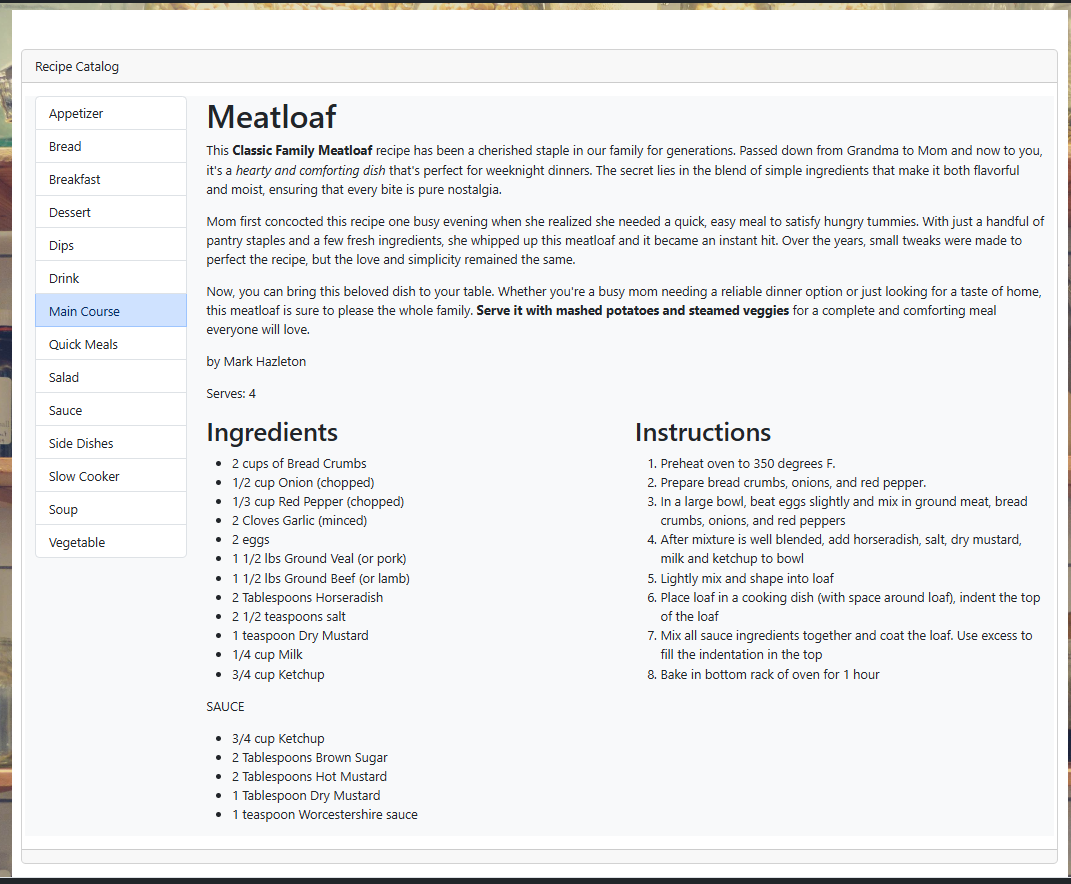 Recipe Catalog
Appetizer
Bread
Breakfast
Dessert
Dips
Drink
Main Course
Quick Meals
Salad
Sauce
Side Dishes
Slow Cooker
Soup
Vegetable
Meatloaf
This Classic Family Meatloaf recipe has been a cherished staple in our family for generations. Passed down from Grandma to Mom and now to you,
it's a hearty and comforting dish that's perfect for weeknight dinners. The secret lies in the blend of simple ingredients that make it both flavorful
and moist, ensuring that every bite is pure nostalgia.
Mom first concocted this recipe one busy evening when she realized she needed a quick, easy meal to satisfy hungry tummies. With just a handful of
pantry staples and a few fresh ingredients, she whipped up this meatloaf and it became an instant hit. Over the years, small tweaks were made to
perfect the recipe, but the love and simplicity remained the same.
Now, you can bring this beloved dish to your table. Whether you're a busy mom needing a reliable dinner option or just looking for a taste of home,
this meatloaf is sure to please the whole family. Serve it with mashed potatoes and steamed veggies for a complete and comforting meal
everyone will love.
by Mark Hazleton
Serves: 4
Ingredients
• 2 cups of Bread Crumbs
• 1/2 cup Onion (chopped)
• 1/3 cup Red Pepper (chopped)
• 2 Cloves Garlic (minced)
• 2 eggs
• 1 1/2 lbs Ground Veal (or pork)
• 1 1/2 lbs Ground Beef (or lamb)
• 2 Tablespoons Horseradish
• 2 1/2 teaspoons salt
• 1 teaspoon Dry Mustard
• 1/4 cup Milk
• 3/4 cup Ketchup
SAUCE
• 3/4 cup Ketchup
• 2 Tablespoons Brown Sugar
• 2 Tablespoons Hot Mustard
• 1 Tablespoon Dry Mustard
• 1 teaspoon Worcestershire sauce
Instructions
1. Preheat oven to 350 degrees F.
2. Prepare bread crumbs, onions, and red pepper.
3. In a large bowl, beat eggs slightly and mix in ground meat, bread
crumbs, onions, and red peppers
4. After mixture is well blended, add horseradish, salt, dry mustard,
milk and ketchup to bowl
5. Lightly mix and shape into loaf
6. Place loaf in a cooking dish (with space around loaf), indent the top
of the loaf
7. Mix all sauce ingredients together and coat the loaf. Use excess to
fill the indentation in the top
8. Bake in bottom rack of oven for 1 hour